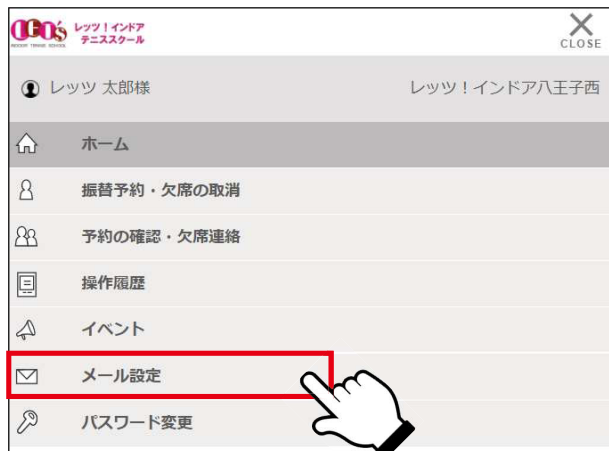 レッツ！インドア
テニススクール
CLOSE
レッツ 太郎様
レッツ！インドア八王子西
ホーム
振替予約・欠席の取消
予約の確認・欠席連絡
操作履歴
イベント
メール設定
パスワード変更